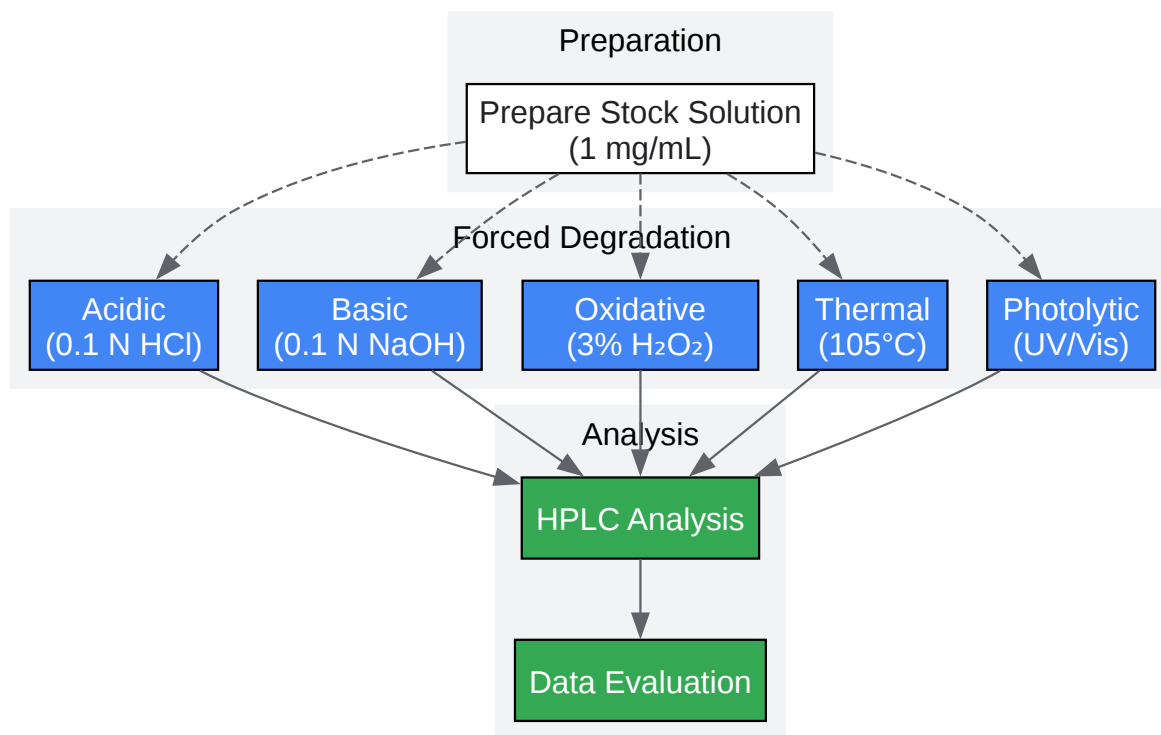 Preparation
Prepare Stock Solution
(1 mg/mL)
Forced Degradation
Acidic
(0.1 N HCl)
Basic
(0.1 N NaOH)
Oxidative
(3% H₂O₂)
Thermal
(105°C)
Photolytic
(UV/Vis)
Analysis
HPLC Analysis
Data Evaluation